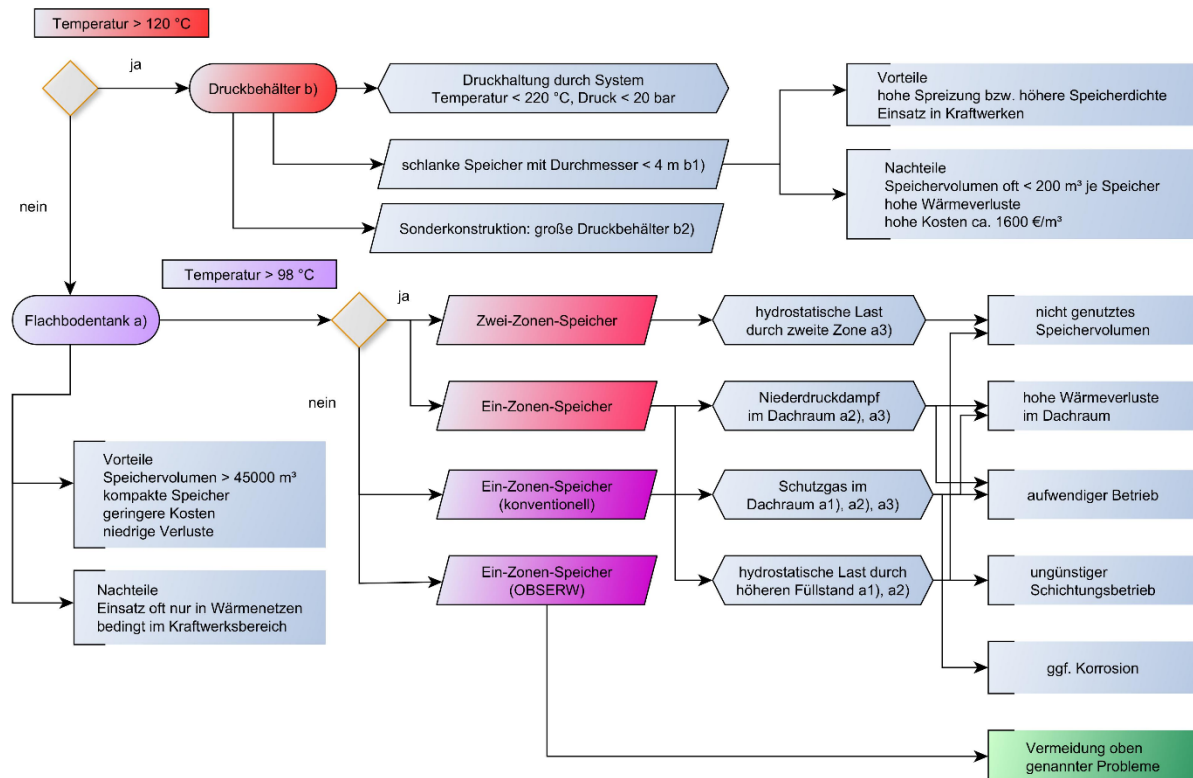 Temperatur > 120 °C
ja
Druckbehälter b)
Druckhaltung durch System
Temperatur < 220 °C, Druck < 20 bar
Vorteile
hohe Spreizung bzw. höhere Speicherdichte
Einsatz in Kraftwerken
schlanke Speicher mit Durchmesser < 4 m b1)
Nachteile
Speichervolumen oft < 200 m³ je Speicher
hohe Wärmeverluste
hohe Kosten ca. 1600 €/m³
nein
Sonderkonstruktion: große Druckbehälter b2)
Temperatur > 98 °C
Flachbodentank a)
ja
nein
Zwei-Zonen-Speicher
hydrostatische Last
durch zweite Zone a3)
nicht genutztes
Speichervolumen
Ein-Zonen-Speicher
Niederdruckdampf
im Dachraum a2), a3)
hohe Wärmeverluste
im Dachraum
Vorteile
Speichervolumen > 45000 m³
kompakte Speicher
geringere Kosten
niedrige Verluste
Ein-Zonen-Speicher
(konventionell)
Schutzgas im
Dachraum a1), a2), a3)
aufwendiger Betrieb
Nachteile
Einsatz oft nur in Wärmenetzen
bedingt im Kraftwerksbereich
Ein-Zonen-Speicher
(OBSERW)
hydrostatische Last durch
höheren Füllstand a1), a2)
ungünstiger
Schichtungsbetrieb
ggf. Korrosion
Vermeidung oben
genannter Probleme